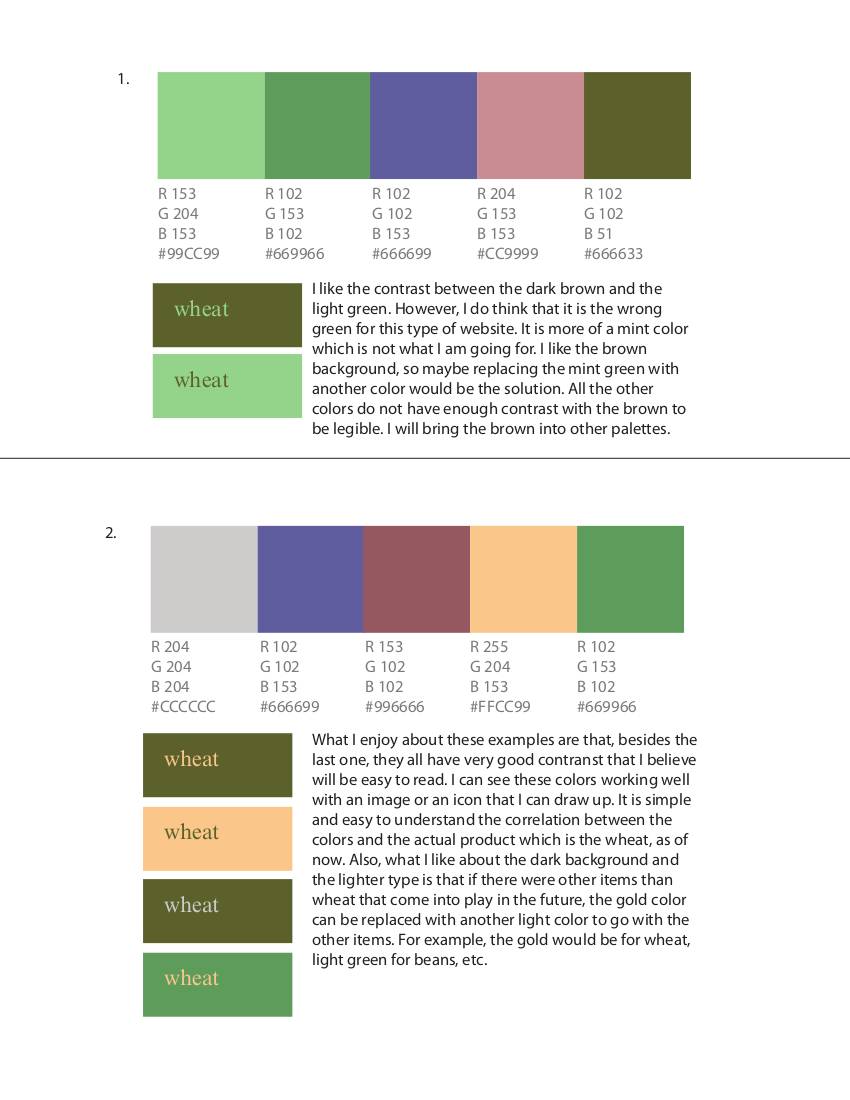 1.
R 153 R 102 R 102 R 204 R 102
G 204 G 153 G 102 G 153 G 102
B 153 B 102 B 153 B 153 B 51
#99CC99 #669966 #666699 #CC9999 #666633
wheat
wheat
I like the contrast between the dark brown and the
light green. However, I do think that it is the wrong
green for this type of website. It is more of a mint color
which is not what I am going for. I like the brown
background, so maybe replacing the mint green with
another color would be the solution. All the other
colors do not have enough contrast with the brown to
be legible. I will bring the brown into other palettes.
2.
R 204 R 102 R 153 R 255 R 102
G 204 G 102 G 102 G 204 G 153
B 204 B 153 B 102 B 153 B 102
#CCCCCC #666699 #996666 #FFCC99 #669966
wheat
wheat
wheat
wheat
What I enjoy about these examples are that, besides the
last one, they all have very good contranst that I believe
will be easy to read. I can see these colors working well
with an image or an icon that I can draw up. It is simple
and easy to understand the correlation between the
colors and the actual product which is the wheat, as of
now. Also, what I like about the dark background and
the lighter type is that if there were other items than
wheat that come into play in the future, the gold color
can be replaced with another light color to go with the
other items. For example, the gold would be for wheat,
light green for beans, etc.